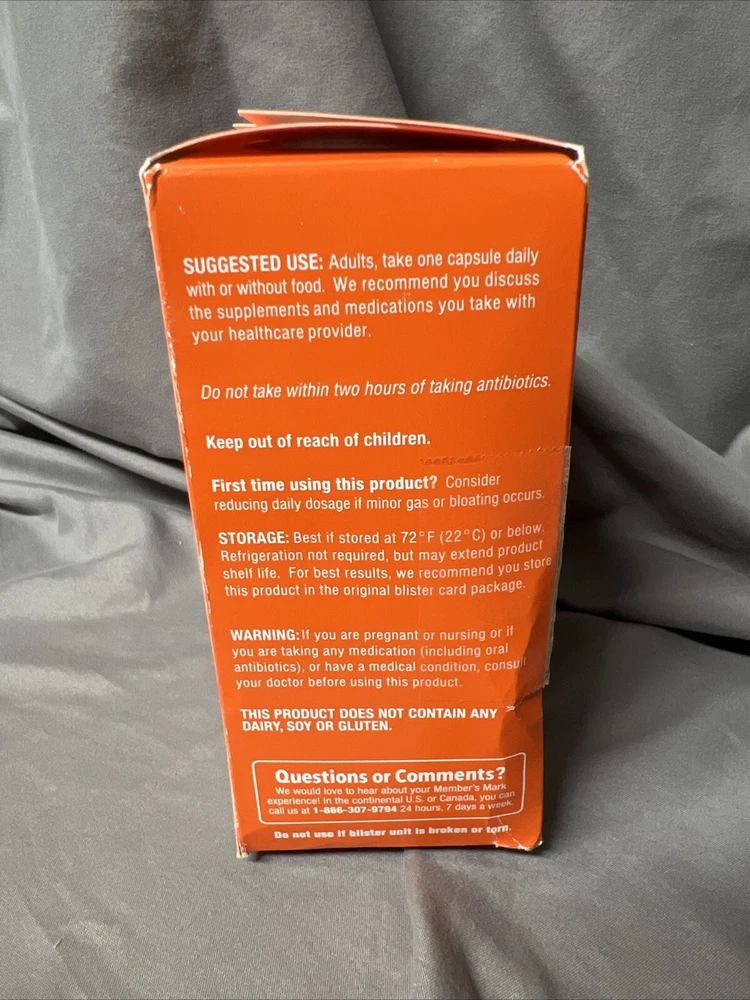 SUGGESTED USE: Adults, take one capsule daily
with or without food. We recommend you discuss
the supplements and medications you take with
your healthcare provider.
Do not take within two hours of taking antibiotics.
Keep out of reach of children.
First time using this product? Consider
reducing daily dosage if minor gas or bloating occurs.
STORAGE: Best if stored at 72°F (22°C) or below.
Refrigeration not required, but may extend product
shelf life. For best results, we recommend you store
this product in the original blister card package.
WARNING: If you are pregnant or nursing or if
you are taking any medication (including oral
antibiotics), or have a medical condition, consult
your doctor before using this product.
THIS PRODUCT DOES NOT CONTAIN ANY
DAIRY, SOY OR GLUTEN.
Questions or Comments?
We would love to hear about your Member's Mark
experience! In the continental U.S. or Canada, you can
call us at 1-866-307-9794 24 hours, 7 days a week.
Do not use if blister unit is broken or torn.